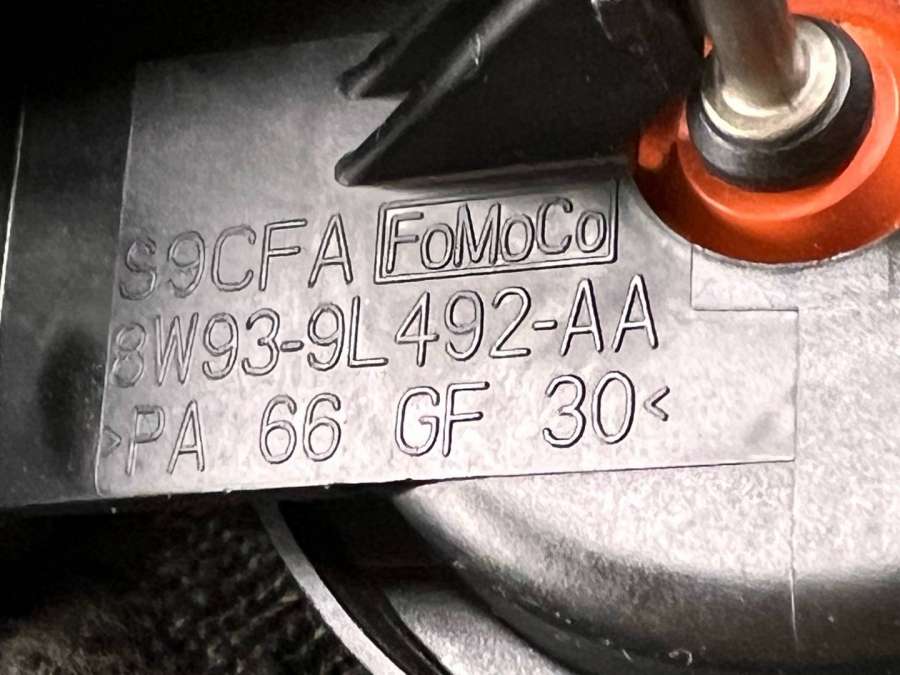 S9CFA FoMoCo
8W93-9L492-AA
>PA 66 GF 30<